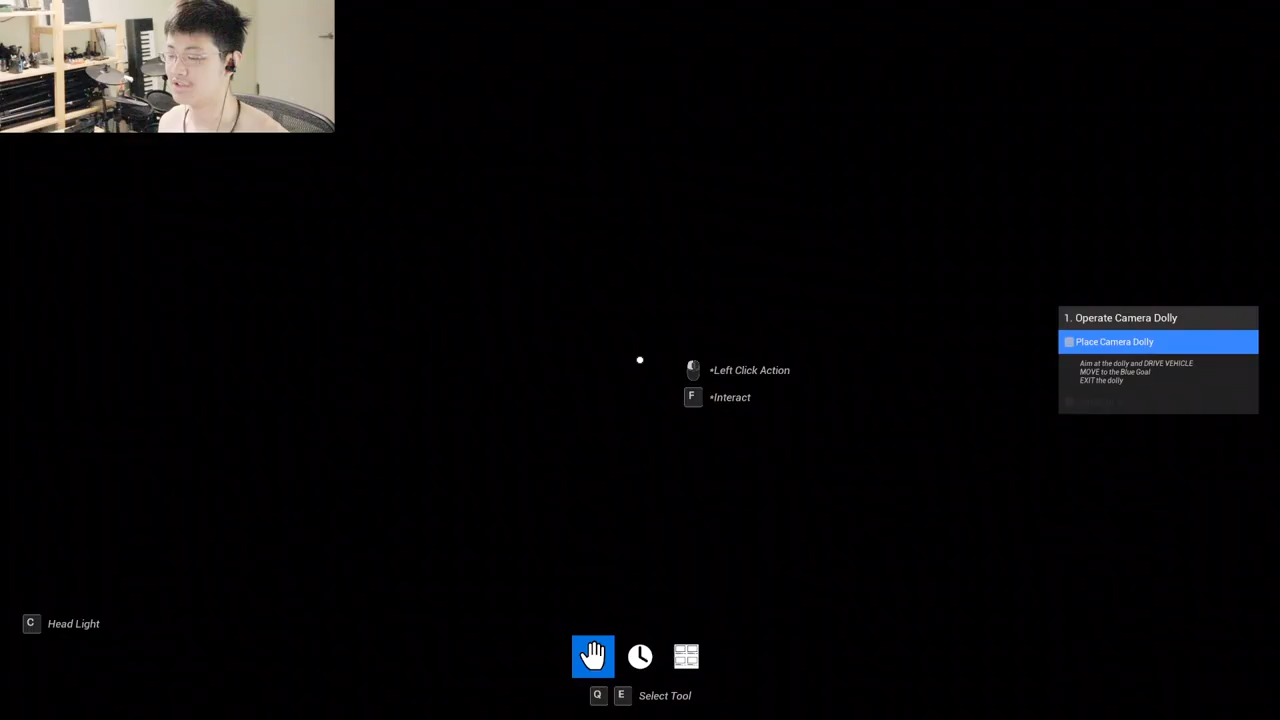 1. Operate Camera Dolly
Place Camera Dolly
Aim at the dolly and DRIVE VEHICLE
MOVE to the Blue Goal
EXIT the dolly
*Left Click Action
F *Interact
C Head Light
Q E Select Tool